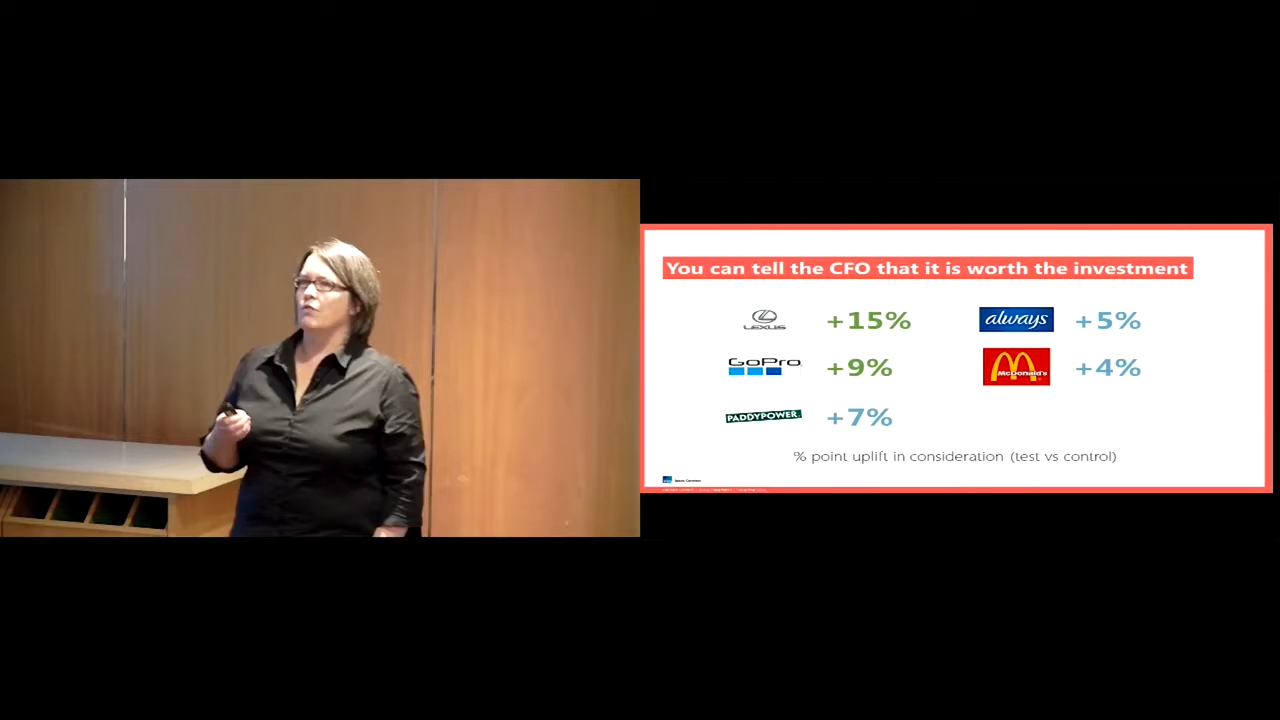 You can tell the CFO that it is worth the investment
LEXUS +15%
always +5%
GoPro +9%
McDonald's +4%
PADDYPOWER. +7%
% point uplift in consideration (test vs control)